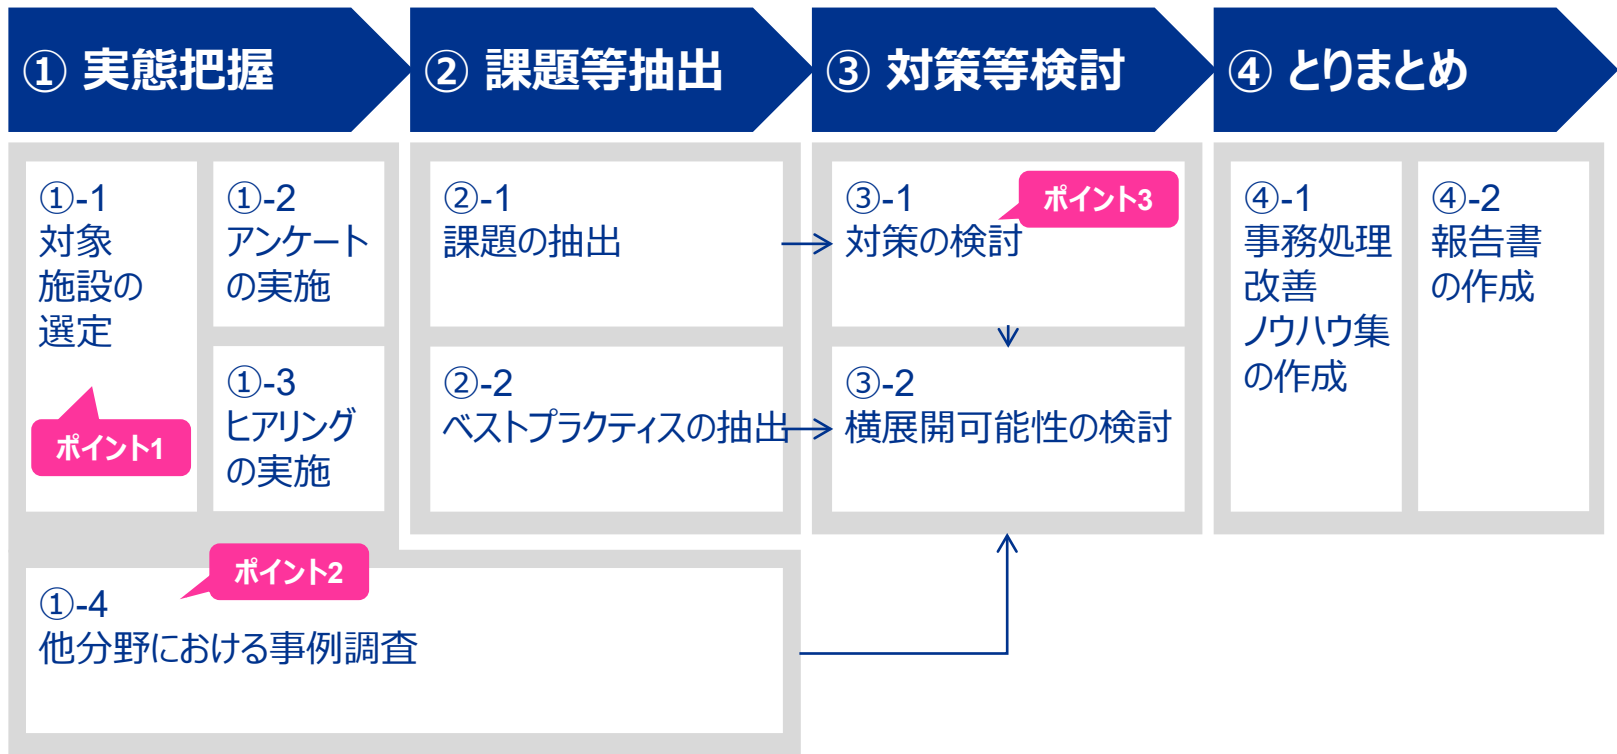 ① 実態把握
② 課題等抽出
③ 対策等検討
④ とりまとめ
①-1
対象
施設の
選定
ポイント1
①-2
アンケート
の実施
①-3
ヒアリング
の実施
①-4
他分野における事例調査
ポイント2
②-1
課題の抽出
②-2
ベストプラクティスの抽出
③-1
対策の検討
ポイント3
③-2
横展開可能性の検討
④-1
事務処理
改善
ノウハウ集
の作成
④-2
報告書
の作成